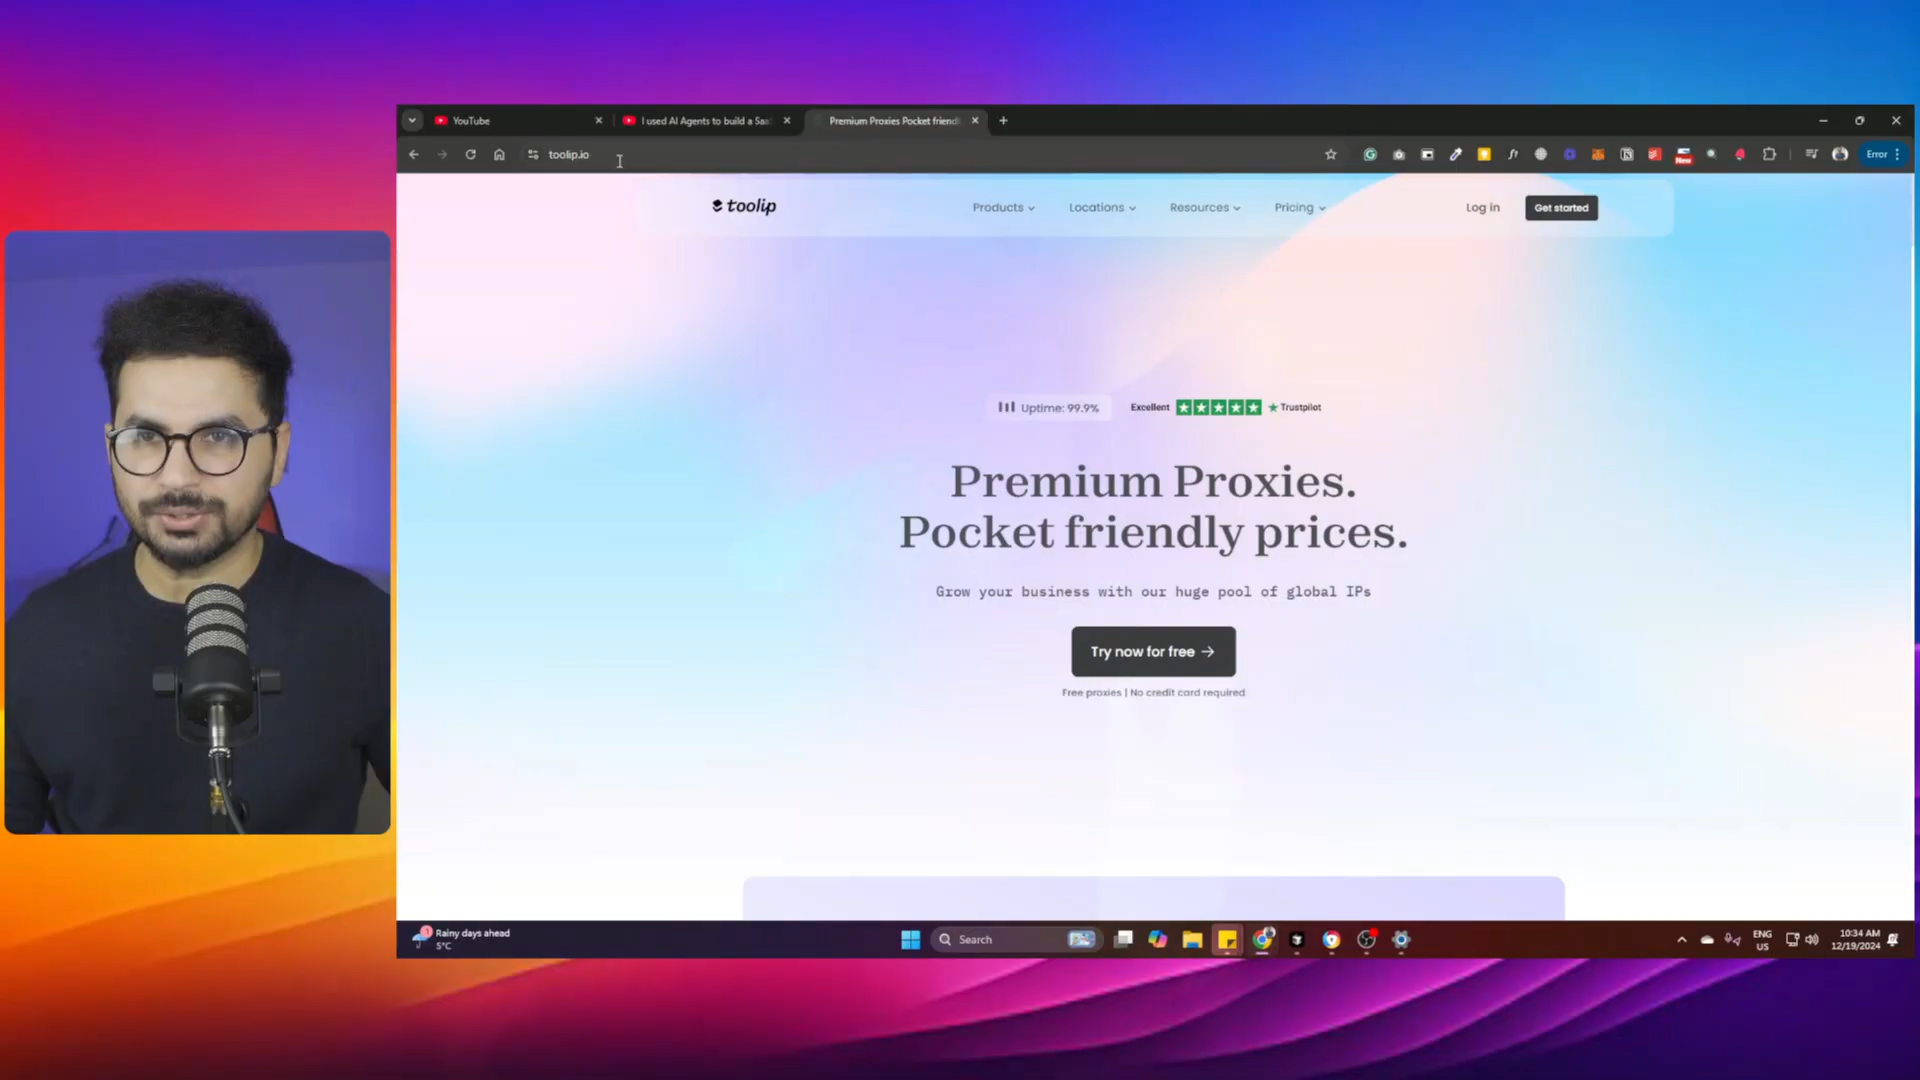 YouTube
I used AI Agents to build a Saa
Premium Proxies Pocket friendl
toolip.io
New
Error
toolip
Products
Locations
Resources
Pricing
Log in
Get started
Uptime: 99.9%
Excellent
Trustpilot
Premium Proxies.
Pocket friendly prices.
Grow your business with our huge pool of global IPs
Try now for free →
Free proxies | No credit card required
1
Rainy days ahead
5°C
Search
ENG
US
10:34 AM
12/19/2024